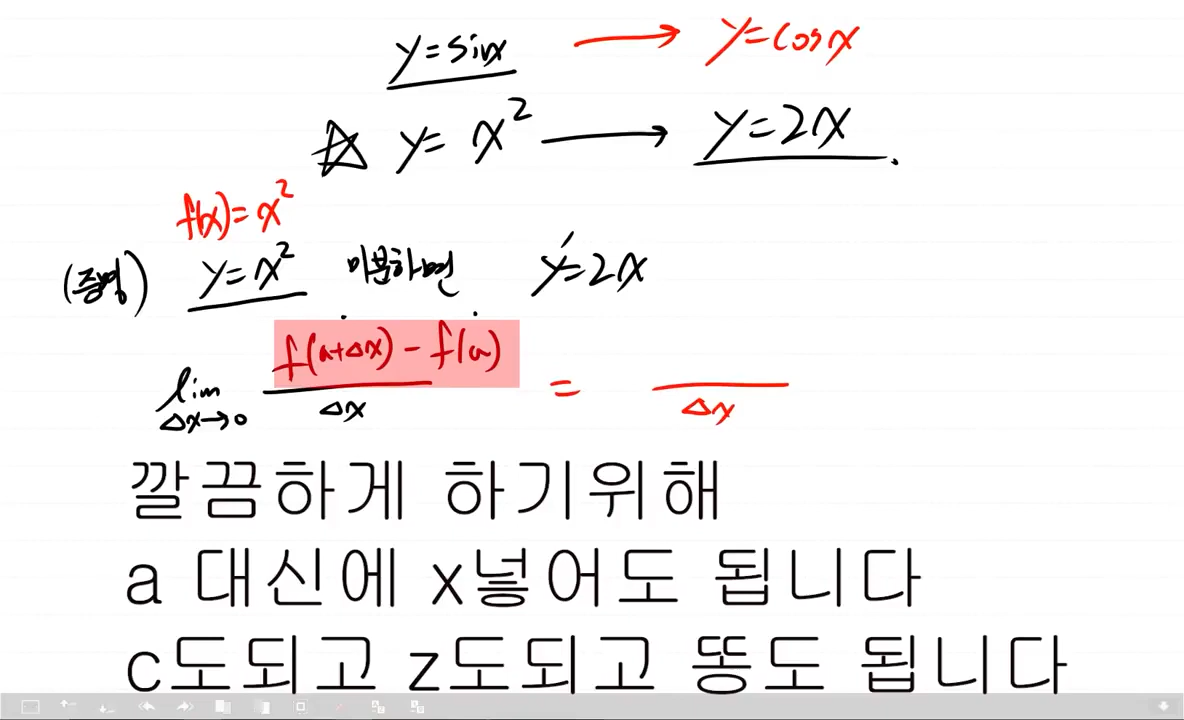 y=sinx → y=cosx
☆ y=x² → y=2x.
f(x)=x²
(증명) y=x² 미분하면 y'=2x
f(a+Δx)-f(a)
lim = 
Δx→0 Δx Δx
깔끔하게 하기위해
a 대신에 x넣어도 됩니다
c도되고 z도되고 똥도 됩니다